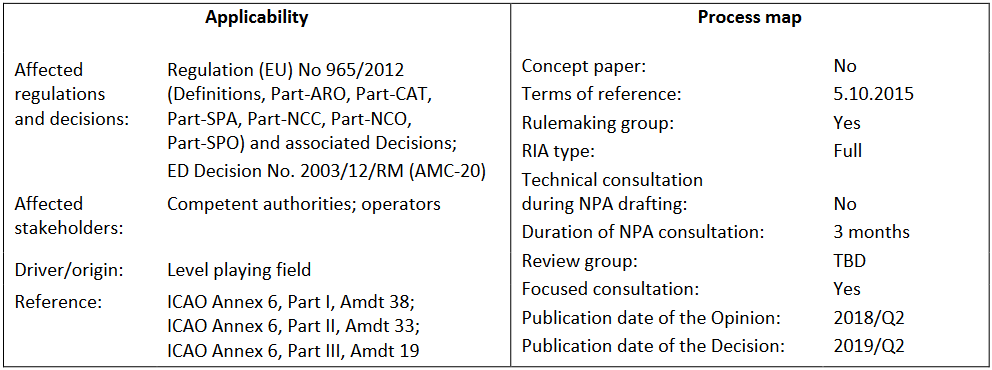 Applicability
Affected regulations and decisions:
Regulation (EU) No 965/2012
(Definitions, Part-ARO, Part-CAT,
Part-SPA, Part-NCC, Part-NCO,
Part-SPO) and associated Decisions;
ED Decision No. 2003/12/RM (AMC-20)
Affected stakeholders:
Competent authorities; operators
Driver/origin: Level playing field
Reference: ICAO Annex 6, Part I, Amdt 38;
ICAO Annex 6, Part II, Amdt 33;
ICAO Annex 6, Part III, Amdt 19
Process map
Concept paper: No
Terms of reference: 5.10.2015
Rulemaking group: Yes
RIA type: Full
Technical consultation
during NPA drafting: No
Duration of NPA consultation: 3 months
Review group: TBD
Focused consultation: Yes
Publication date of the Opinion: 2018/Q2
Publication date of the Decision: 2019/Q2